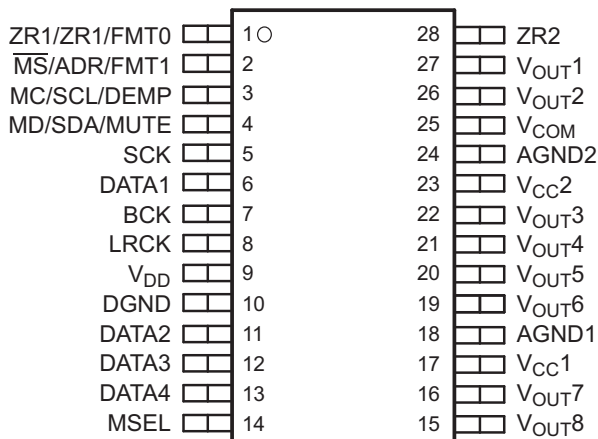 ZR1/ZR1/FMT0 1 28 ZR2
MS/ADR/FMT1 2 27 VOUT1
MC/SCL/DEMP 3 26 VOUT2
MD/SDA/MUTE 4 25 VCOM
SCK 5 24 AGND2
DATA1 6 23 VCC2
BCK 7 22 VOUT3
LRCK 8 21 VOUT4
VDD 9 20 VOUT5
DGND 10 19 VOUT6
DATA2 11 18 AGND1
DATA3 12 17 VCC1
DATA4 13 16 VOUT7
MSEL 14 15 VOUT8